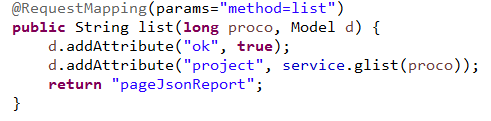 @RequestMapping(params="method=list")
public String list(long proco, Model d) {
    d.addAttribute("ok", true);
    d.addAttribute("project", service.glist(proco));
    return "pageJsonReport";
}